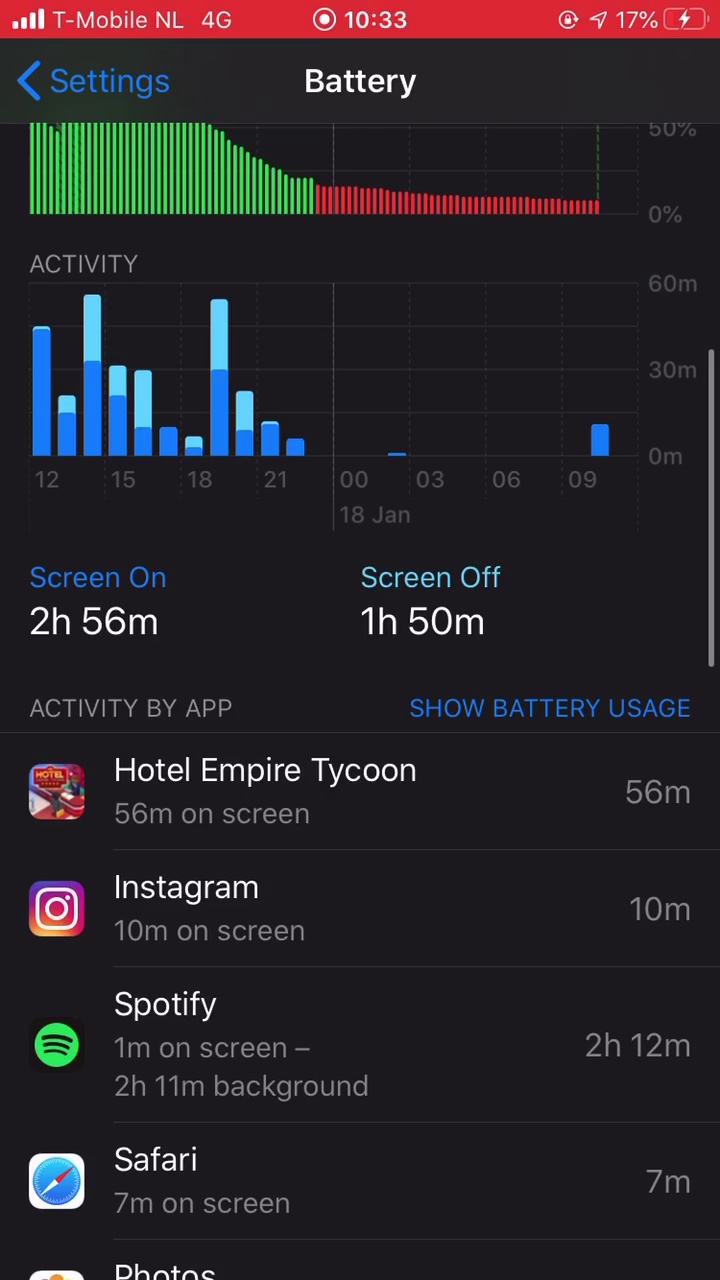 T-Mobile NL 4G 10:33 17%
Settings Battery
50%
0%
ACTIVITY
60m
30m
0m
12 15 18 21 00 03 06 09
18 Jan
Screen On Screen Off
2h 56m 1h 50m
ACTIVITY BY APP SHOW BATTERY USAGE
HOTEL
Hotel Empire Tycoon
56m on screen
56m
Instagram
10m on screen
10m
Spotify
1m on screen –
2h 11m background
2h 12m
Safari
7m on screen
7m
Photos